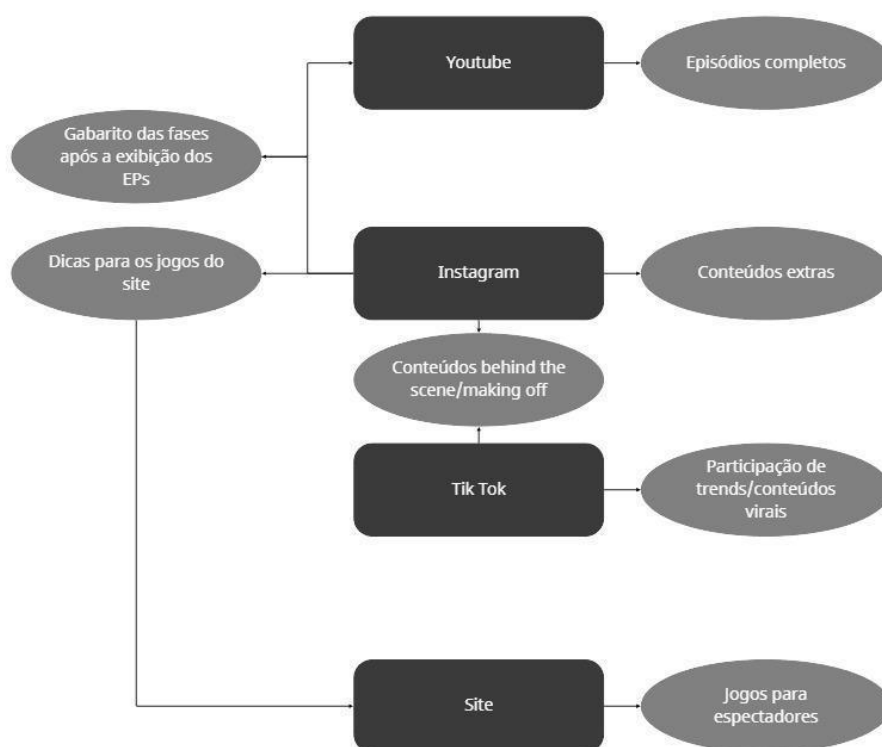 Youtube
Episódios completos
Gabarito das fases
após a exibição dos
EPs
Dicas para os jogos do
site
Instagram
Conteúdos extras
Conteúdos behind the
scene/making off
Tik Tok
Participação de
trends/conteúdos
virais
Site
Jogos para
espectadores